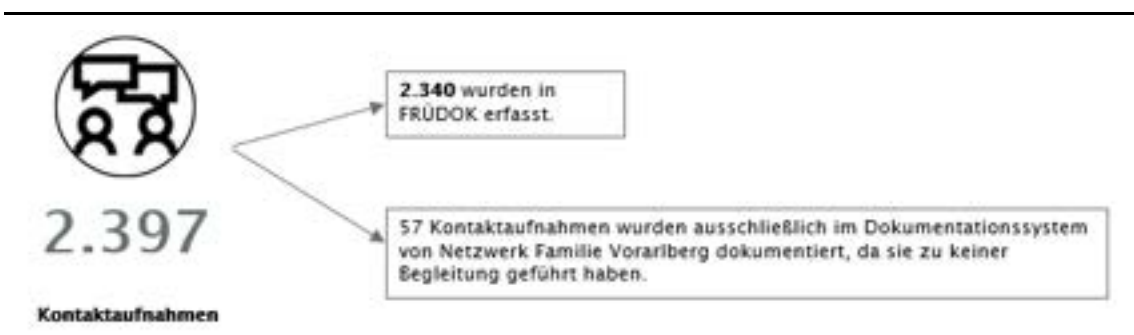 2.340 wurden in
FRÜDOK erfasst.
2.397
57 Kontaktaufnahmen wurden ausschließlich im Dokumentationssystem
von Netzwerk Familie Vorarlberg dokumentiert, da sie zu keiner
Begleitung geführt haben.
Kontaktaufnahmen